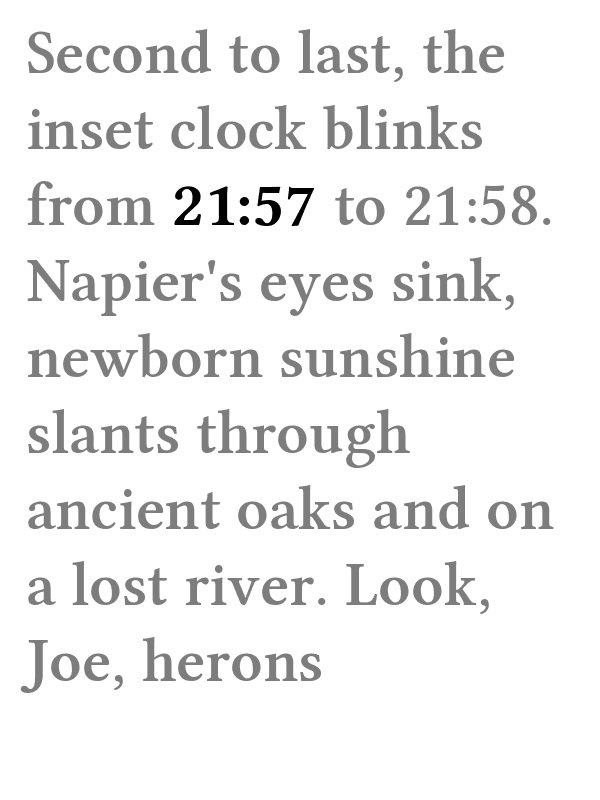 Second to last, the
inset clock blinks
from 21:57 to 21:58.
Napier's eyes sink,
newborn sunshine
slants through
ancient oaks and on
a lost river. Look,
Joe, herons